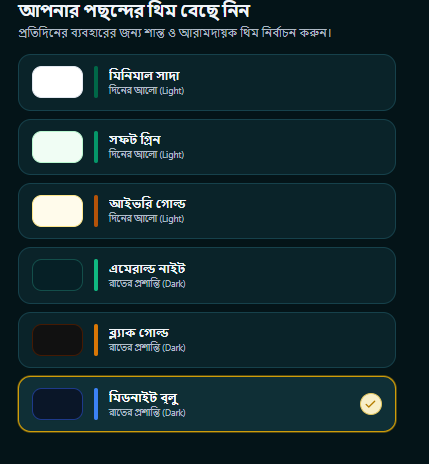 আপনার পছন্দের থিম বেছে নিন
প্রতিদিনের ব্যবহারের জন্য শান্ত ও আরামদায়ক থিম নির্বাচন করুন।
মিনিমাল সাদা
দিনের আলো (Light)
সফট গ্রিন
দিনের আলো (Light)
আইভরি গোল্ড
দিনের আলো (Light)
এমেরাল্ড নাইট
রাতের প্রশান্তি (Dark)
ব্ল্যাক গোল্ড
রাতের প্রশান্তি (Dark)
মিডনাইট ব্লু
রাতের প্রশান্তি (Dark)